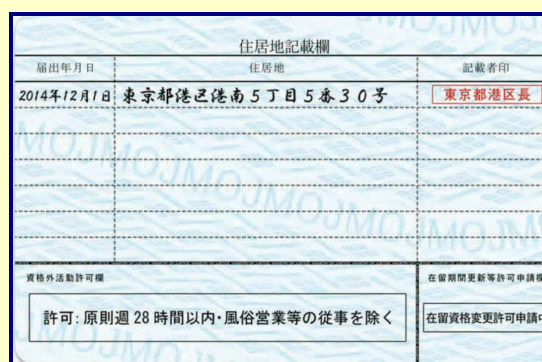 住居地記載欄
届出年月日 住居地 記載者印
2014年12月1日 東京都港区港南5丁目5番30号 東京都港区長
資格外活動許可欄 在留期間更新等許可申請欄
許可:原則週28時間以内・風俗営業等の従事を除く 在留資格変更許可申請中
MOJMOJMOJMOJMOJ